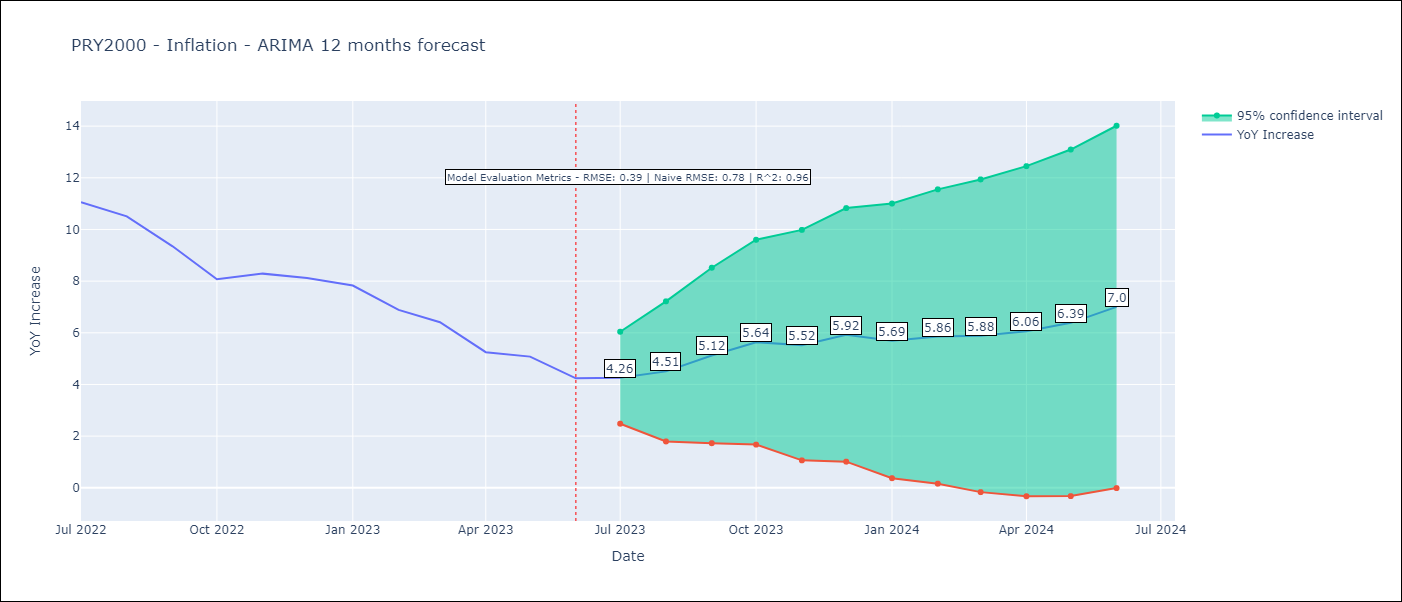 PRY2000 - Inflation - ARIMA 12 months forecast
95% confidence interval
YoY Increase
Model Evaluation Metrics - RMSE: 0.39 | Naive RMSE: 0.78 | R^2: 0.96
YoY Increase
14
12
10
8
6
4
2
0
4.26
4.51
5.12
5.64
5.52
5.92
5.69
5.86
5.88
6.06
6.39
7.0
Jul 2022
Oct 2022
Jan 2023
Apr 2023
Jul 2023
Oct 2023
Jan 2024
Apr 2024
Jul 2024
Date